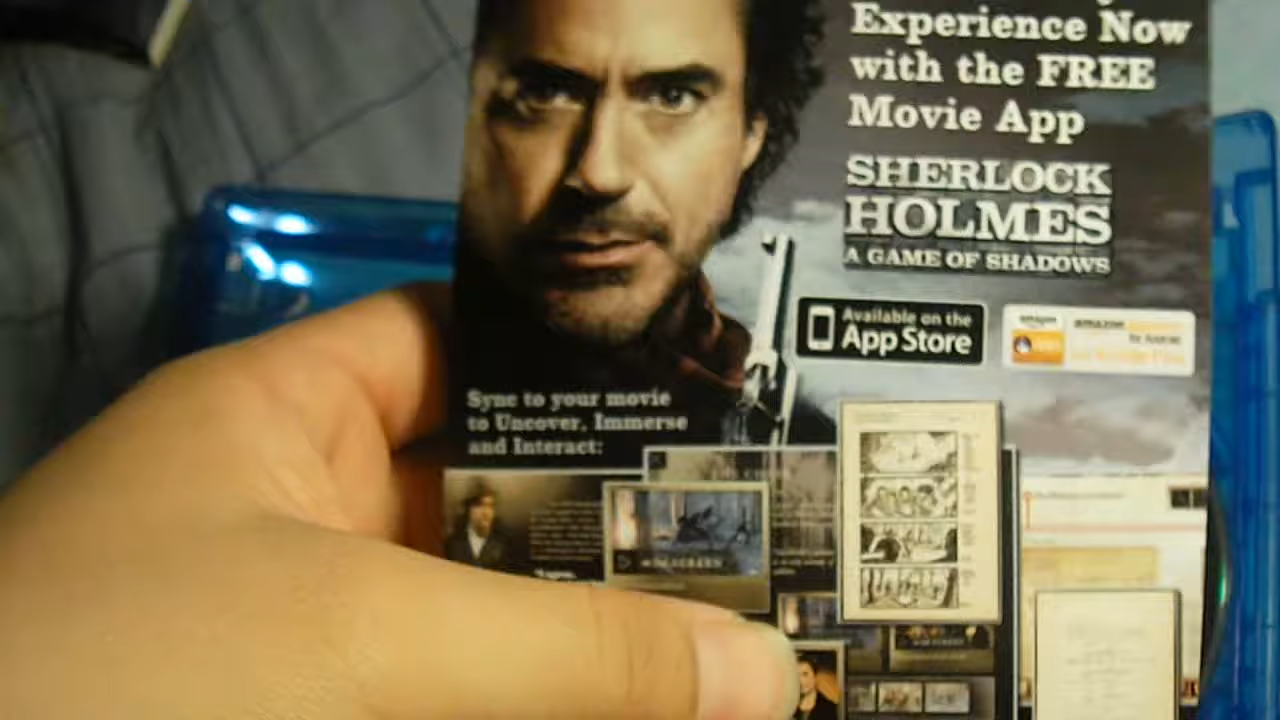 Experience Now
with the FREE
Movie App
SHERLOCK
HOLMES
A GAME OF SHADOWS
Available on the
App Store
amazon
amazon
Sync to your movie
to Uncover, Immerse
and Interact: